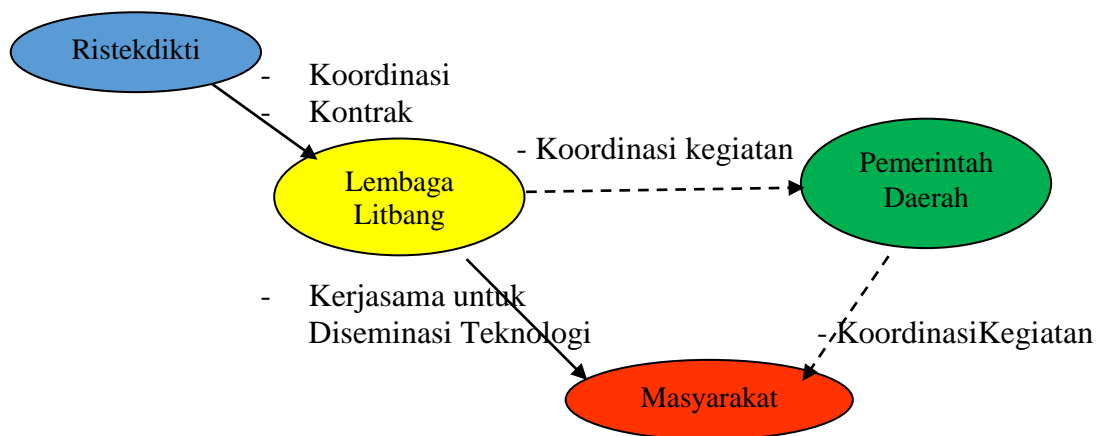 Ristekdikti
- Koordinasi
- Kontrak
- Koordinasi kegiatan
Pemerintah
Daerah
Lembaga
Litbang
- Kerjasama untuk
Diseminasi Teknologi
- KoordinasiKegiatan
Masyarakat